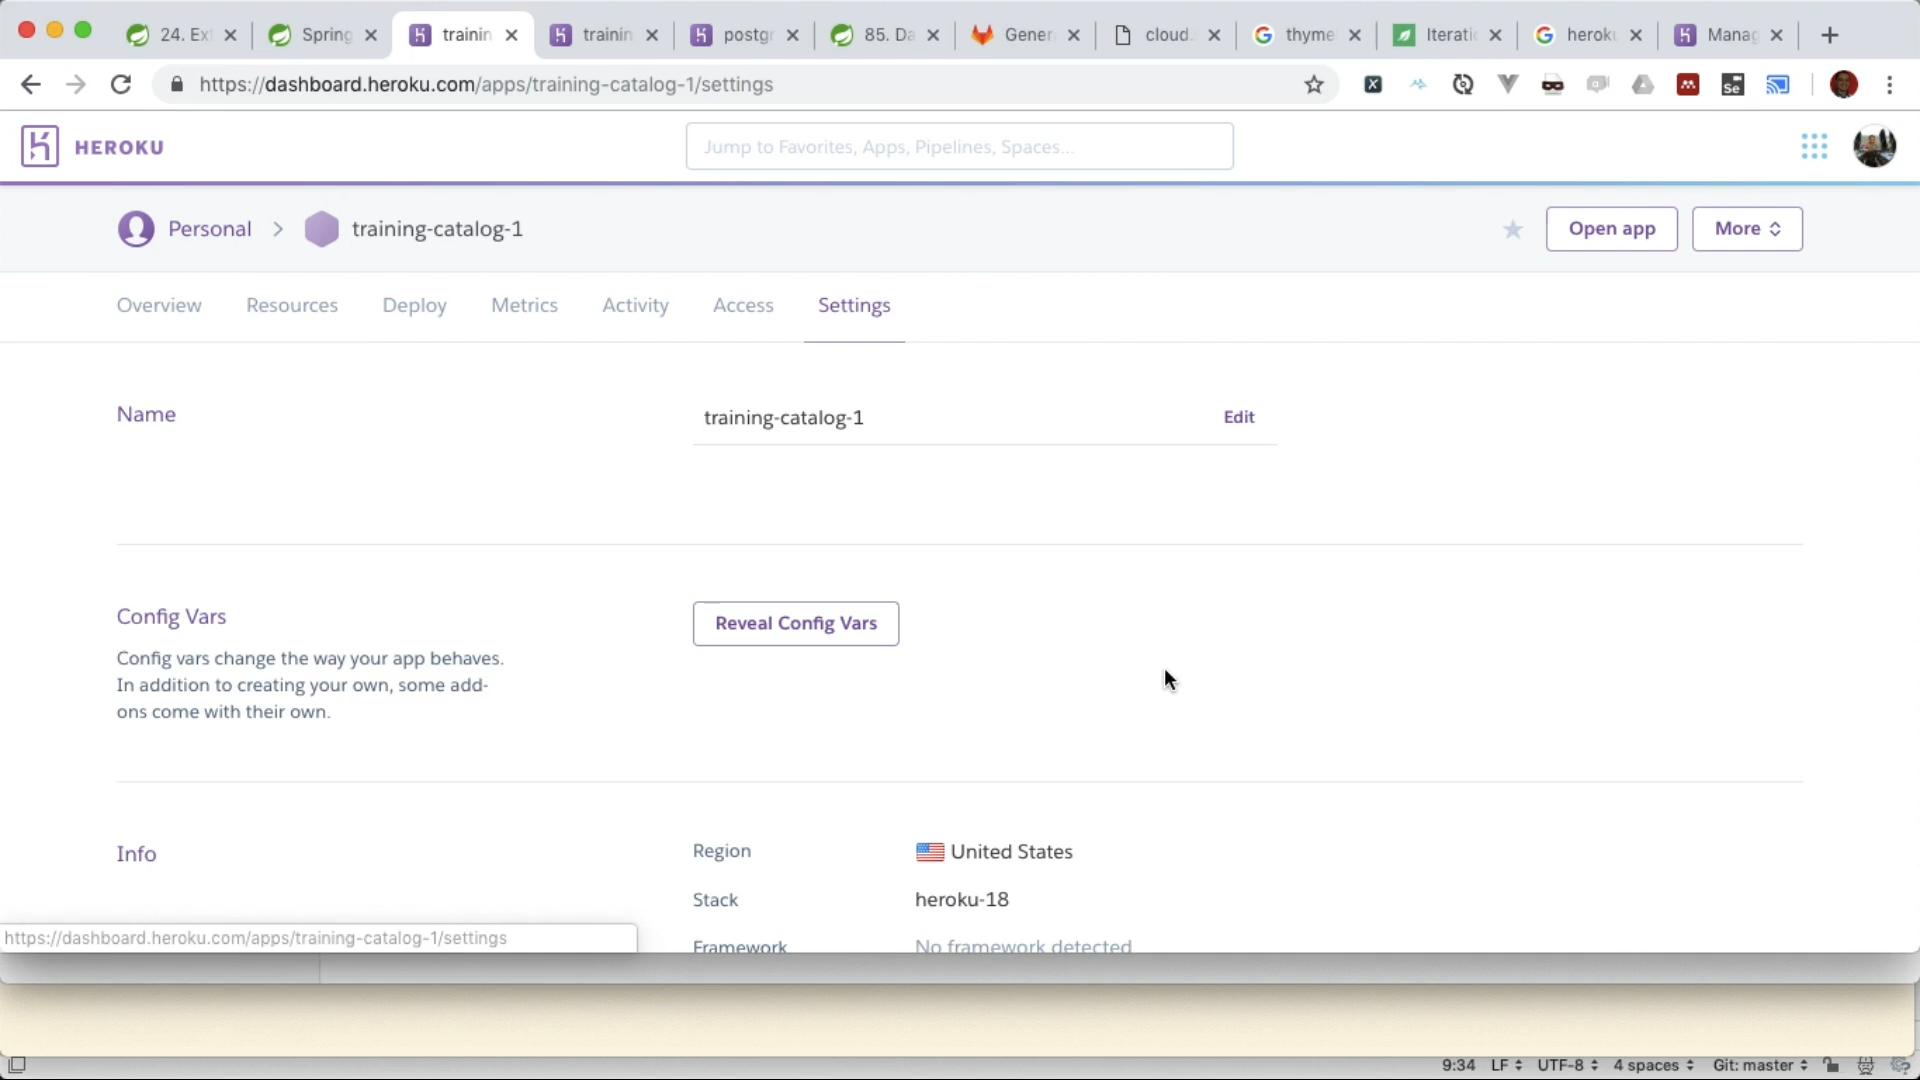 24. Ex
Spring
trainin
trainin
postgr
85. Da
Gener
cloud.
thyme
Iterati
heroku
Manag
https://dashboard.heroku.com/apps/training-catalog-1/settings
Se
HEROKU
Jump to Favorites, Apps, Pipelines, Spaces...
Personal > training-catalog-1
Open app
More
Overview
Resources
Deploy
Metrics
Activity
Access
Settings
Name
training-catalog-1
Edit
Config Vars
Reveal Config Vars
Config vars change the way your app behaves.
In addition to creating your own, some add-
ons come with their own.
Info
Region
United States
Stack
heroku-18
Framework
No framework detected
https://dashboard.heroku.com/apps/training-catalog-1/settings
9:34 LF UTF-8 4 spaces Git: master